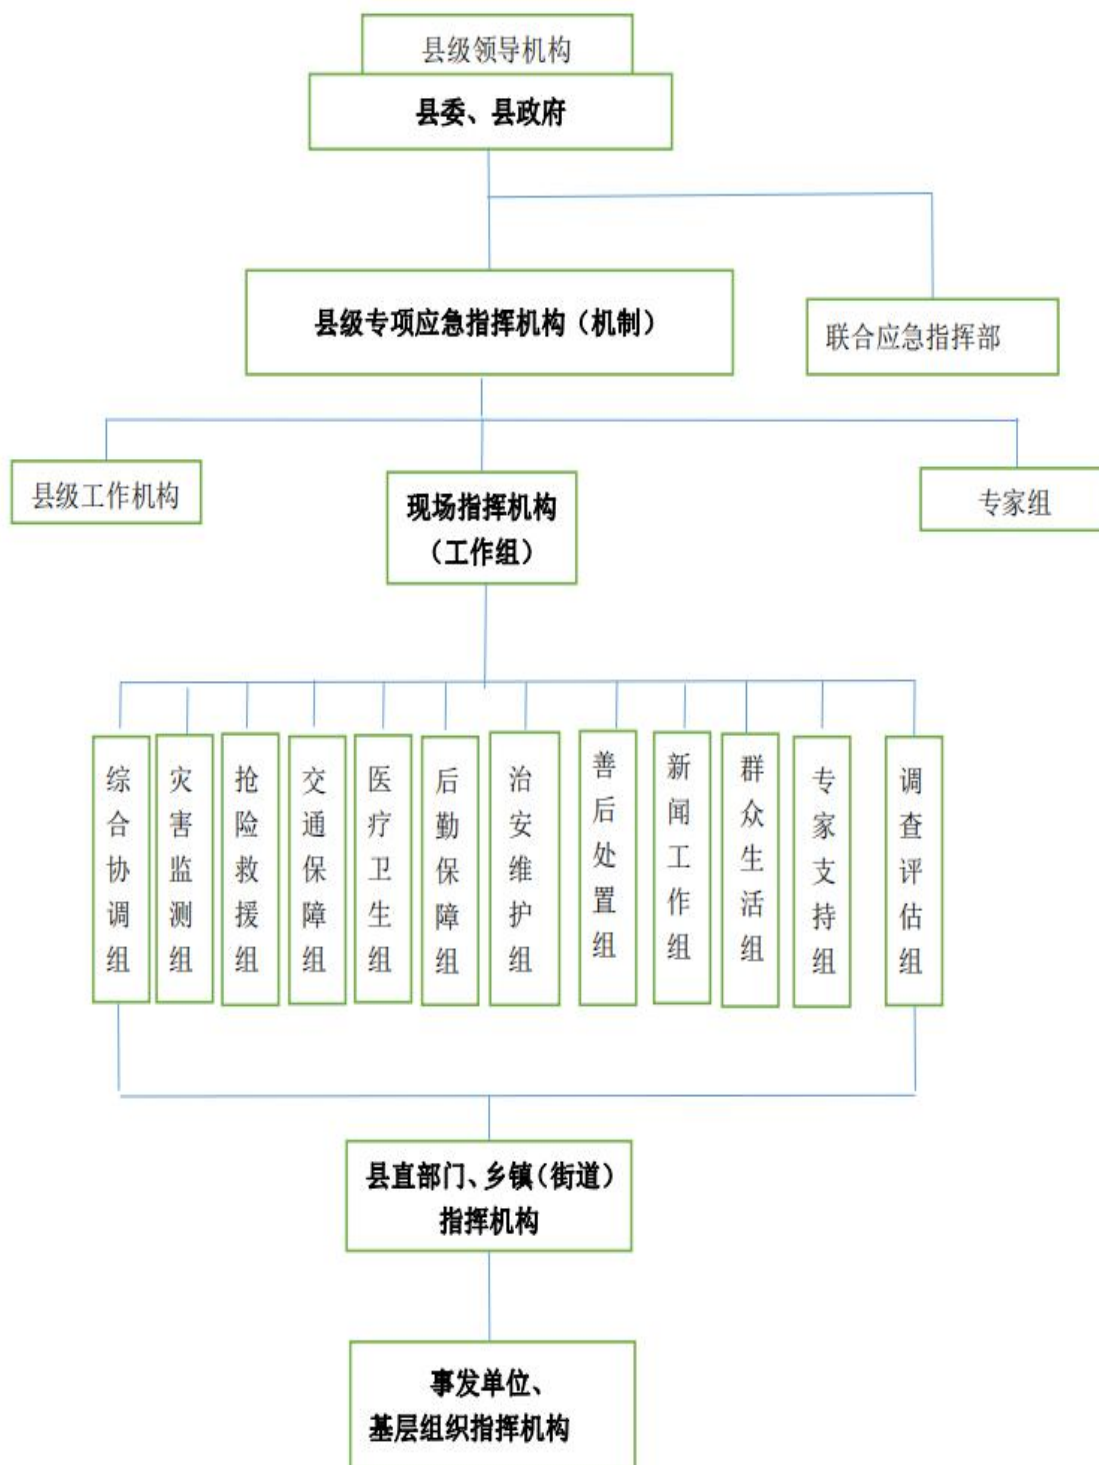 县级领导机构
县委、县政府
县级专项应急指挥机构（机制）
联合应急指挥部
县级工作机构
现场指挥机构
（工作组）
专家组
综合协调组
灾害监测组
抢险救援组
交通保障组
医疗卫生组
后勤保障组
治安维护组
善后处置组
新闻工作组
群众生活组
专家支持组
调查评估组
县直部门、乡镇（街道）
指挥机构
事发单位、
基层组织指挥机构